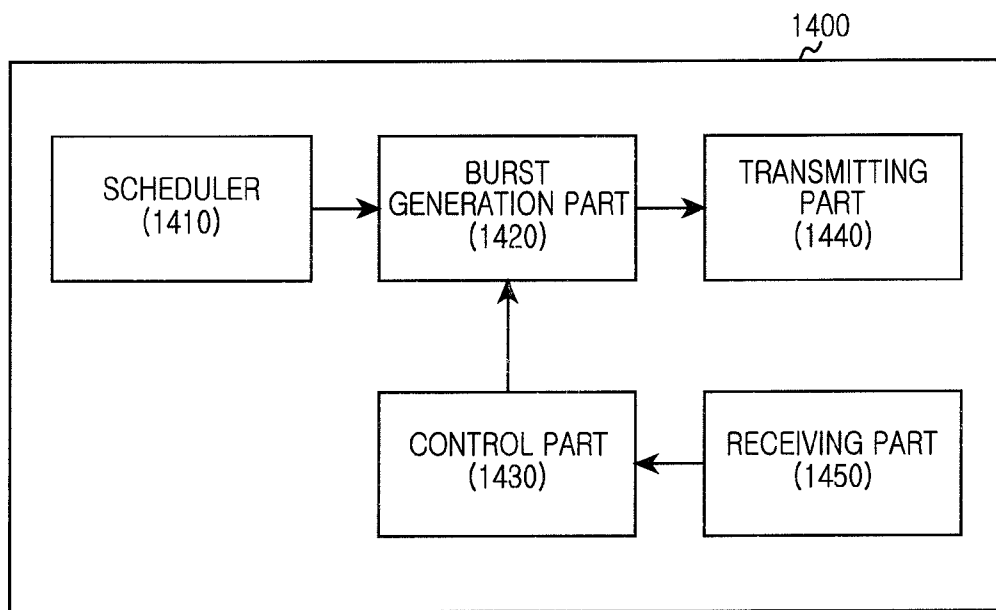 1400
SCHEDULER
(1410)
BURST
GENERATION PART
(1420)
TRANSMITTING
PART
(1440)
CONTROL PART
(1430)
RECEIVING PART
(1450)